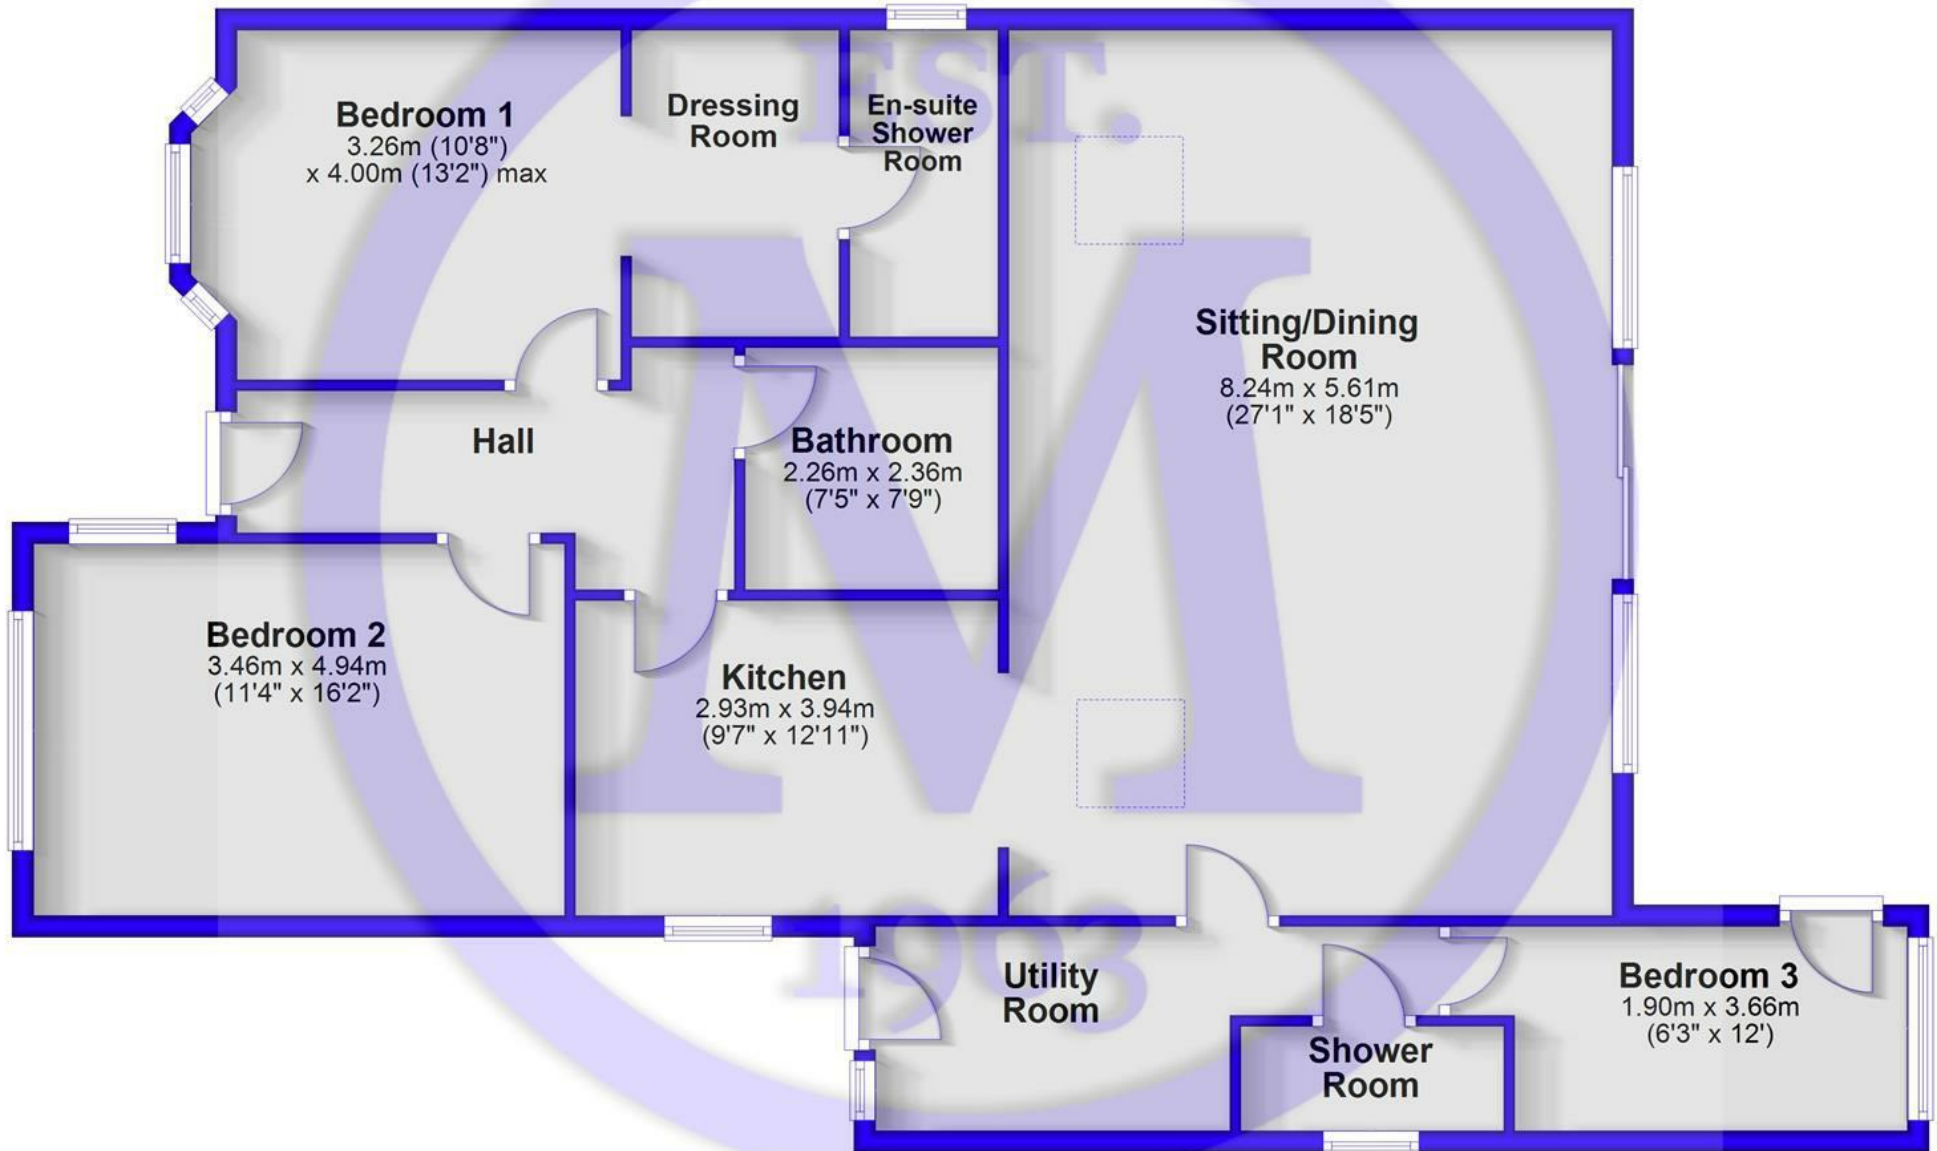 EST.
Bedroom 1
3.26m (10'8")
x 4.00m (13'2") max
Dressing
Room
En-suite
Shower
Room
Sitting/Dining
Room
8.24m x 5.61m
(27'1" x 18'5")
Hall
Bathroom
2.26m x 2.36m
(7'5" x 7'9")
M
Bedroom 2
3.46m x 4.94m
(11'4" x 16'2")
Kitchen
2.93m x 3.94m
(9'7" x 12'11")
1963
Utility
Room
Shower
Room
Bedroom 3
1.90m x 3.66m
(6'3" x 12')